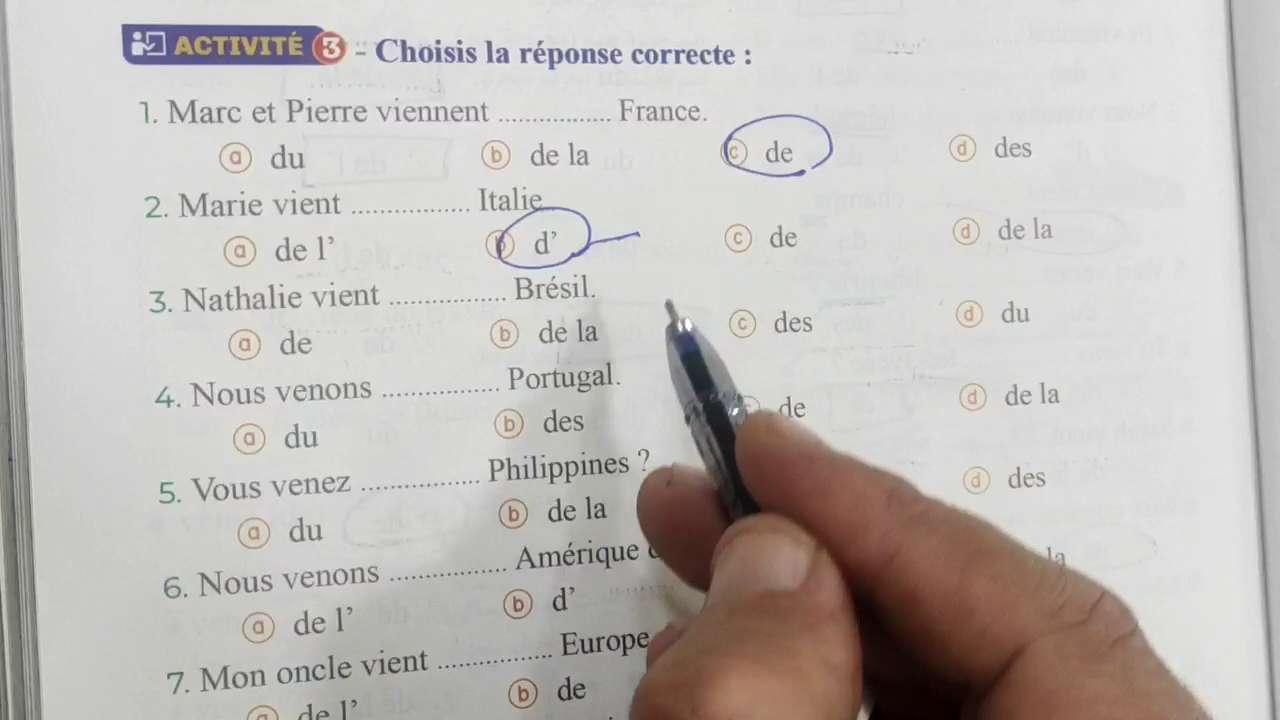 ACTIVITÉ 3 - Choisis la réponse correcte :
1. Marc et Pierre viennent ................ France.
a du b de la c de d des
2. Marie vient ................. Italie
a de l’ b d’ c de d de la
3. Nathalie vient ................ Brésil.
a de b de la c des d du
4. Nous venons ................ Portugal.
a du b des c de d de la
5. Vous venez ................ Philippines ?
a du b de la d des
6. Nous venons ................ Amérique
a de l’ b d’ la
7. Mon oncle vient ................ Europe
a de l’ b de